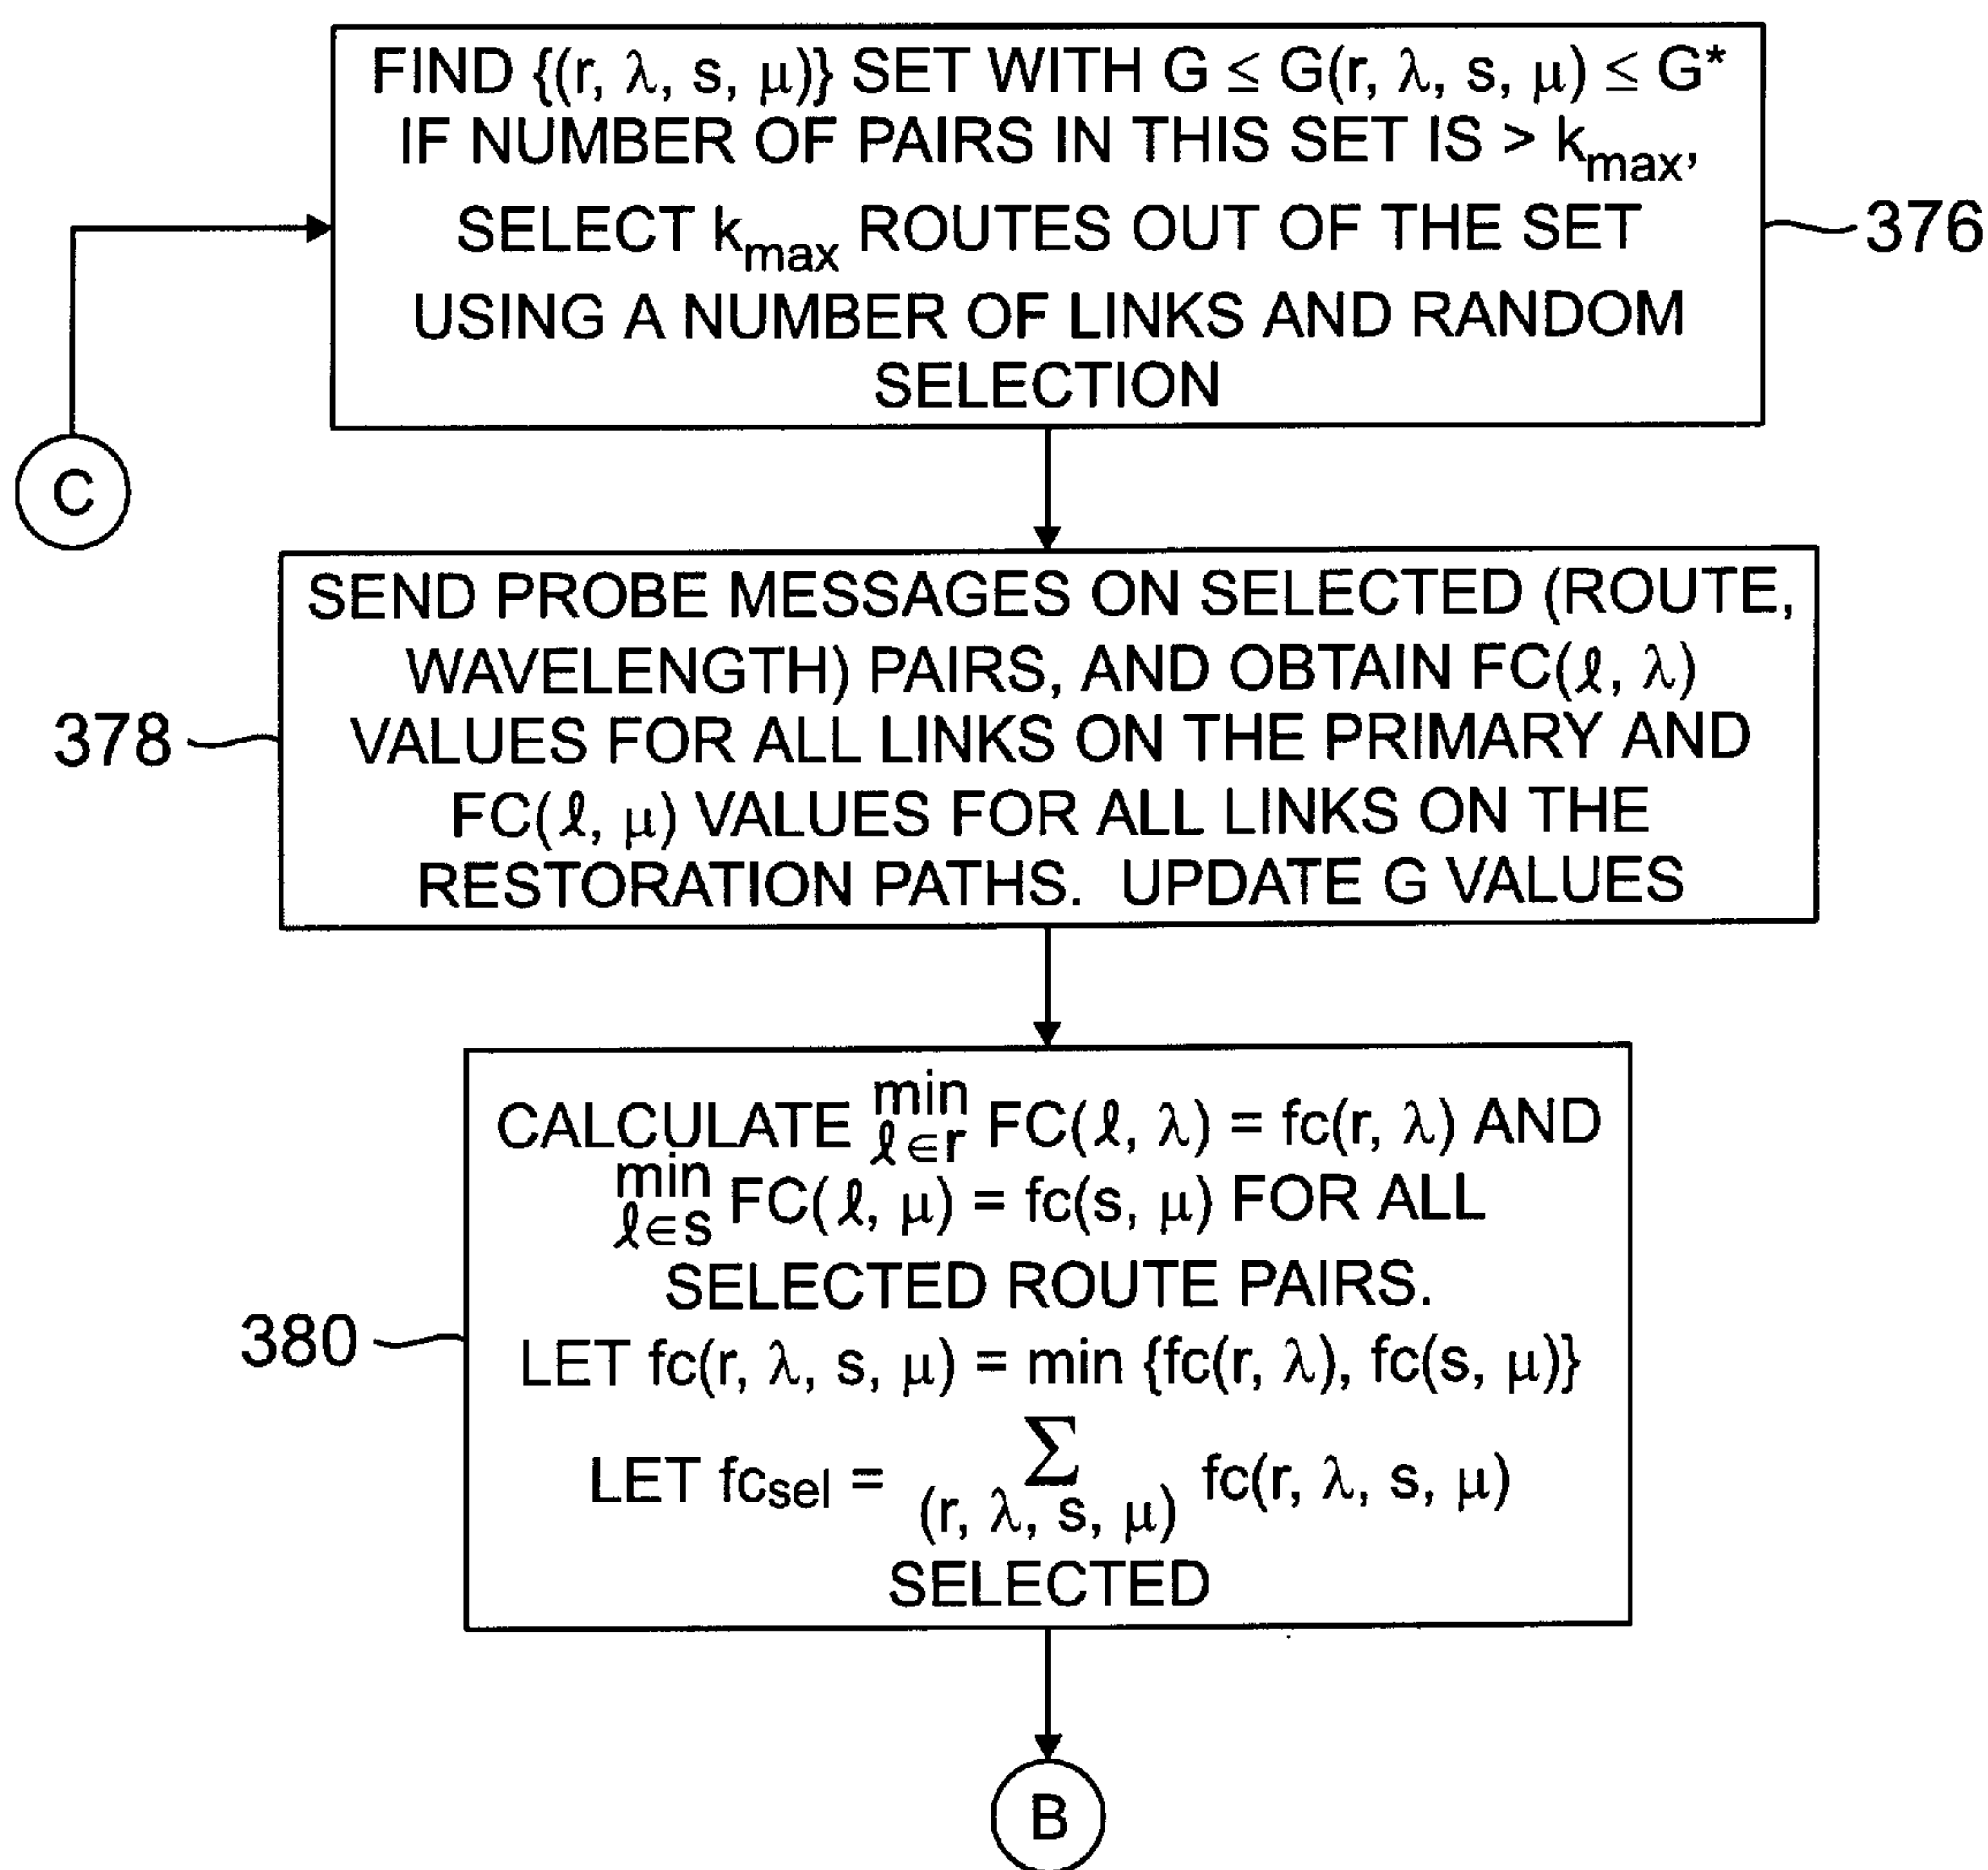 FIND {(r, λ, s, μ)} SET WITH G ≤ G(r, λ, s, μ) ≤ G*
IF NUMBER OF PAIRS IN THIS SET IS > kmax,
SELECT kmax ROUTES OUT OF THE SET
USING A NUMBER OF LINKS AND RANDOM
SELECTION
376
C
SEND PROBE MESSAGES ON SELECTED (ROUTE,
WAVELENGTH) PAIRS, AND OBTAIN FC(ℓ, λ)
VALUES FOR ALL LINKS ON THE PRIMARY AND
FC(ℓ, μ) VALUES FOR ALL LINKS ON THE
RESTORATION PATHS. UPDATE G VALUES
378
CALCULATE min ℓ∈r FC(ℓ, λ) = fc(r, λ) AND
min ℓ∈s FC(ℓ, μ) = fc(s, μ) FOR ALL
SELECTED ROUTE PAIRS.
LET fc(r, λ, s, μ) = min {fc(r, λ), fc(s, μ)}
LET fcsel = Σ (r, λ, s, μ) fc(r, λ, s, μ)
SELECTED
380
B